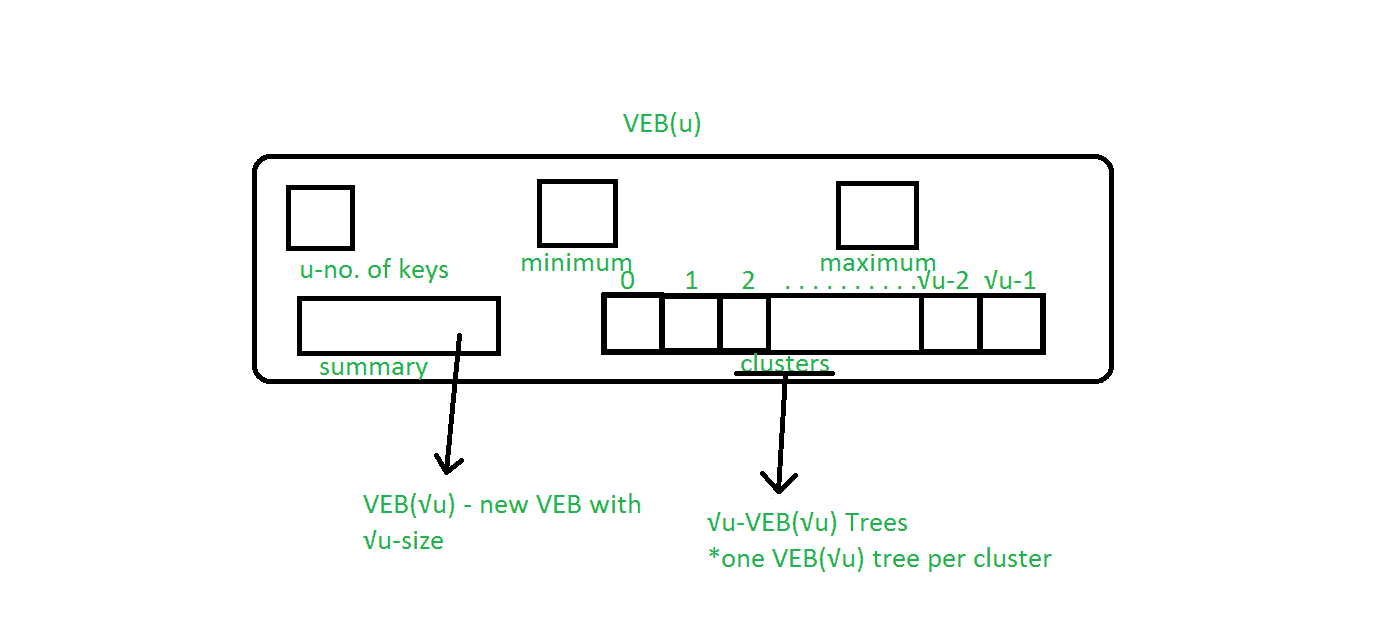 VEB(u)
u-no. of keys
minimum
maximum
0 1 2 . . . . . . . . . . √u-2 √u-1
summary
clusters
VEB(√u) - new VEB with
√u-size
√u-VEB(√u) Trees
*one VEB(√u) tree per cluster